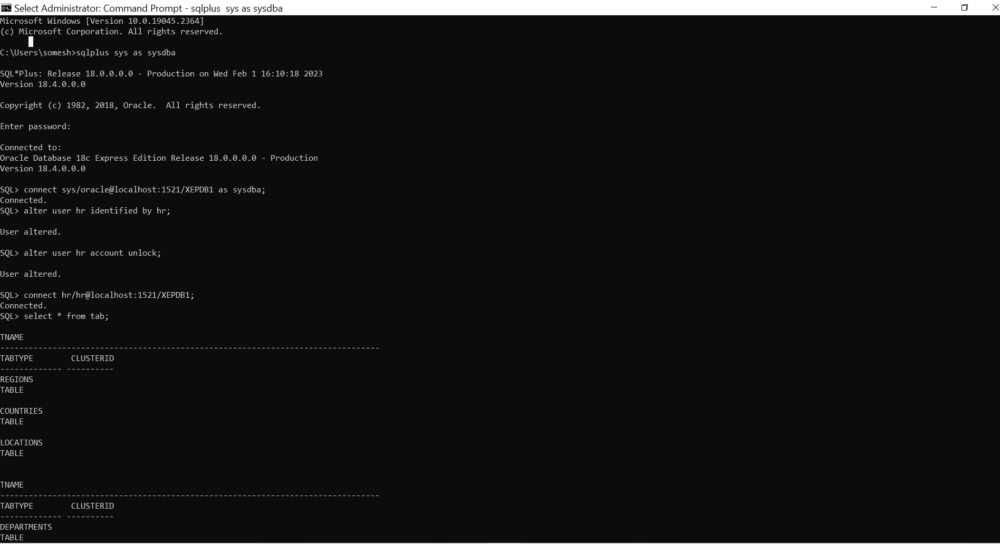 Select Administrator: Command Prompt - sqlplus  sys as sysdba
Microsoft Windows [Version 10.0.19045.2364]
(c) Microsoft Corporation. All rights reserved.
C:\Users\somesh>sqlplus sys as sysdba
SQL*Plus: Release 18.0.0.0.0 - Production on Wed Feb 1 16:10:18 2023
Version 18.4.0.0.0
Copyright (c) 1982, 2018, Oracle.  All rights reserved.
Enter password:
Connected to:
Oracle Database 18c Express Edition Release 18.0.0.0.0 - Production
Version 18.4.0.0.0
SQL> connect sys/oracle@localhost:1521/XEPDB1 as sysdba;
Connected.
SQL> alter user hr identified by hr;
User altered.
SQL> alter user hr account unlock;
User altered.
SQL> connect hr/hr@localhost:1521/XEPDB1;
Connected.
SQL> select * from tab;
TNAME
--------------------------------------------------------------------------------
TABTYPE        CLUSTERID
------------- ----------
REGIONS
TABLE
COUNTRIES
TABLE
LOCATIONS
TABLE
TNAME
--------------------------------------------------------------------------------
TABTYPE        CLUSTERID
------------- ----------
DEPARTMENTS
TABLE